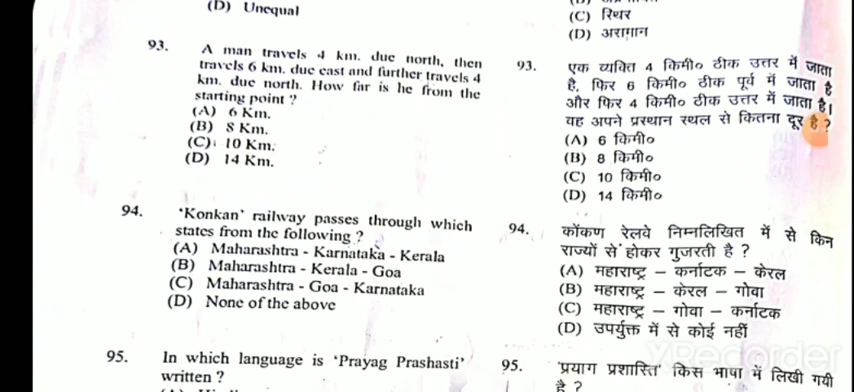 (D) Unequal
93. A man travels 4 km. due north, then
travels 6 km. due east and further travels 4
km. due north. How far is he from the
starting point ?
(A) 6 Km.
(B) 8 Km.
(C) 10 Km.
(D) 14 Km.
94. 'Konkan' railway passes through which
states from the following ?
(A) Maharashtra - Karnataka - Kerala
(B) Maharashtra - Kerala - Goa
(C) Maharashtra - Goa - Karnataka
(D) None of the above
95. In which language is 'Prayag Prashasti'
written ?
(C) स्थिर
(D) अरागान
93. एक व्यक्ति 4 किमी० ठीक उत्तर में जाता
है, फिर 6 किमी० ठीक पूर्व में जाता है
और फिर 4 किमी० ठीक उत्तर में जाता है।
वह अपने प्रस्थान स्थल से कितना दूर है ?
(A) 6 किमी०
(B) 8 किमी०
(C) 10 किमी०
(D) 14 किमी०
94. कोंकण रेलवे निम्नलिखित में से किन
राज्यों से होकर गुजरती है ?
(A) महाराष्ट्र – कर्नाटक – केरल
(B) महाराष्ट्र – केरल – गोवा
(C) महाराष्ट्र – गोवा – कर्नाटक
(D) उपर्युक्त में से कोई नहीं
95. 'प्रयाग प्रशास्ति' किस भाषा में लिखी गयी
है ?
XRecorder